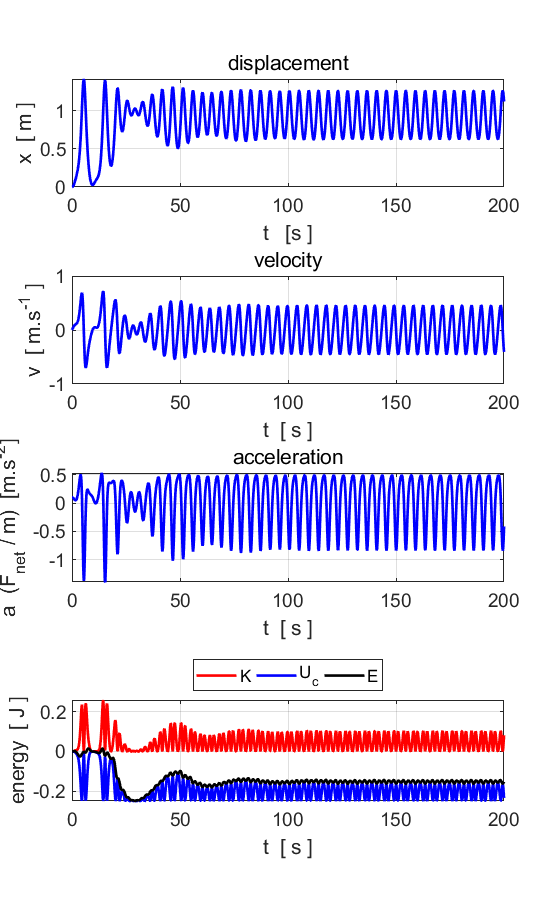 displacement
x [ m ]
1
0.5
0
0 50 100 150 200
t [s ]
velocity
v [ m.s-1 ]
1
0
-1
0 50 100 150 200
t [ s ]
acceleration
a (Fnet / m) [m.s-2]
0.5
0
-0.5
-1
0 50 100 150 200
t [ s ]
K Uc E
energy [ J ]
0.2
0
-0.2
0 50 100 150 200
t [ s ]